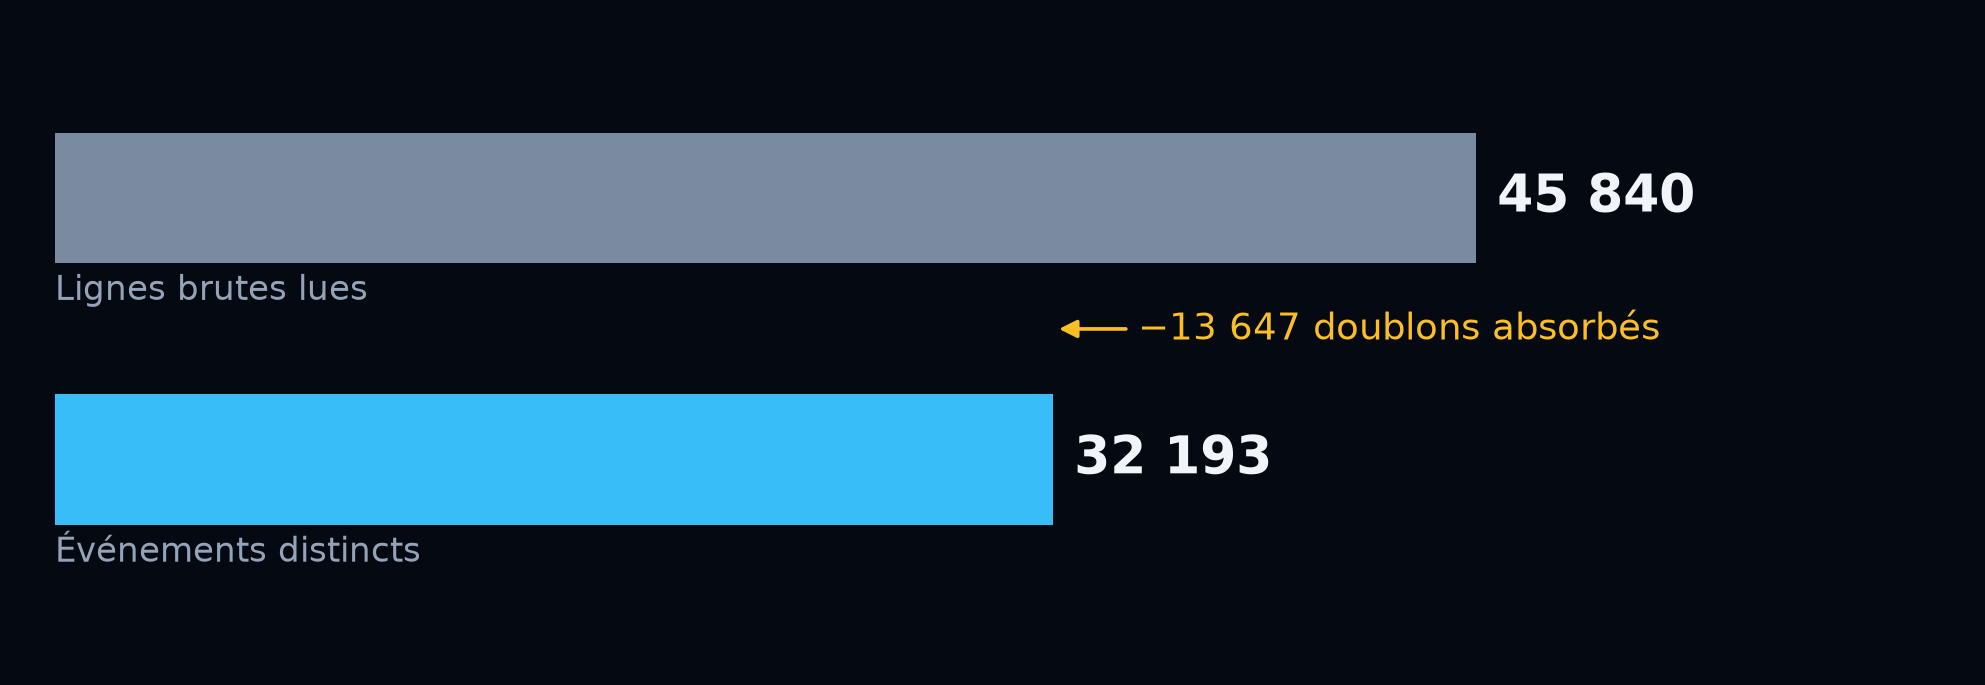 45 840
Lignes brutes lues
−13 647 doublons absorbés
32 193
Événements distincts